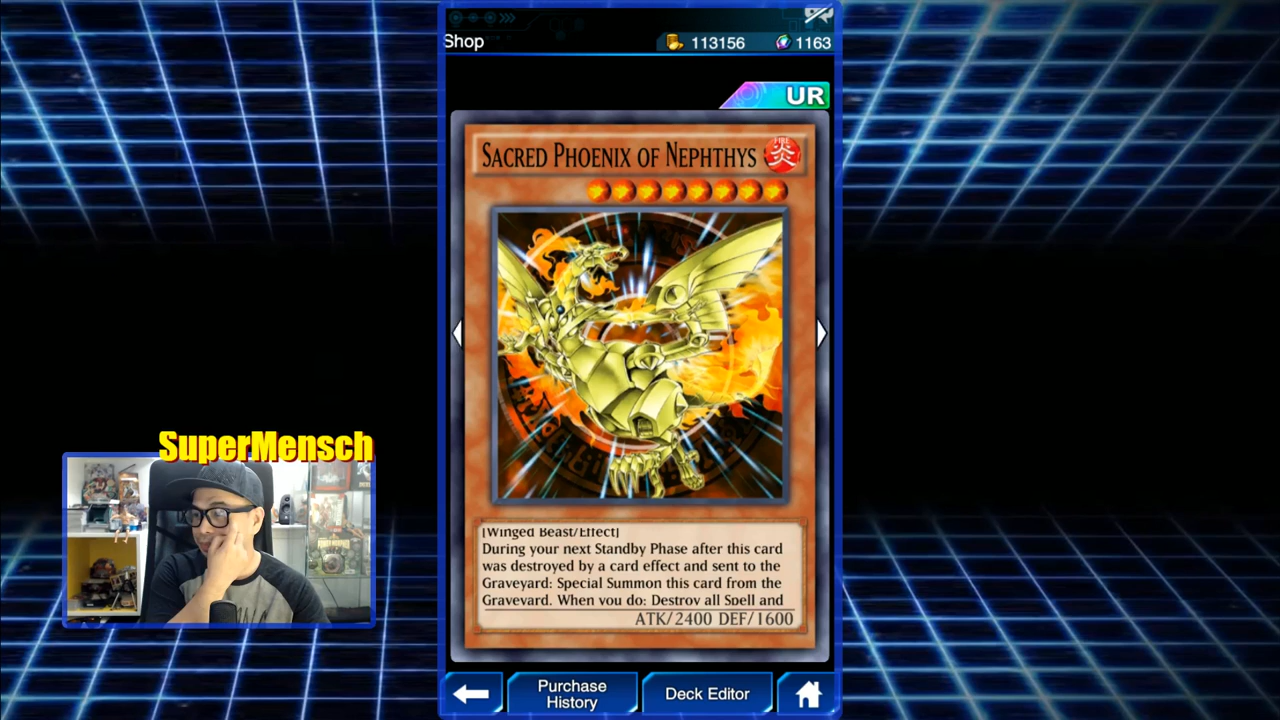 Shop
113156
1163
UR
SACRED PHOENIX OF NEPHTHYS
FIRE
炎
[Winged Beast/Effect]
During your next Standby Phase after this card
was destroyed by a card effect and sent to the
Graveyard: Special Summon this card from the
Graveyard. When you do: Destroy all Spell and
ATK/2400 DEF/1600
SuperMensch
Purchase
History
Deck Editor